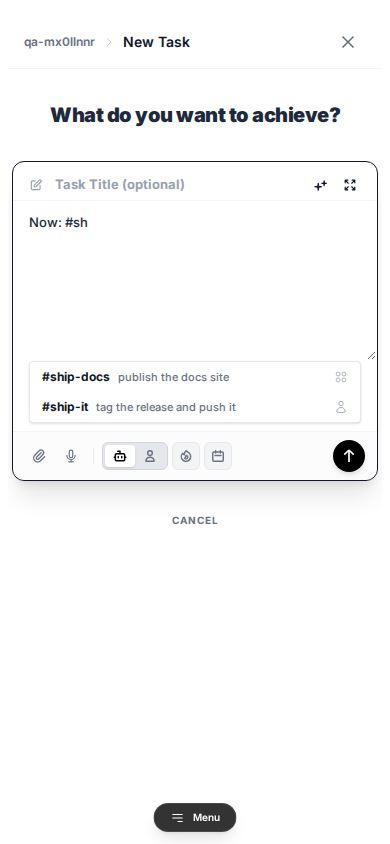 qa-mx0llnnr
New Task
What do you want to achieve?
Task Title (optional)
Now: #sh
#ship-docs publish the docs site
#ship-it tag the release and push it
CANCEL
Menu